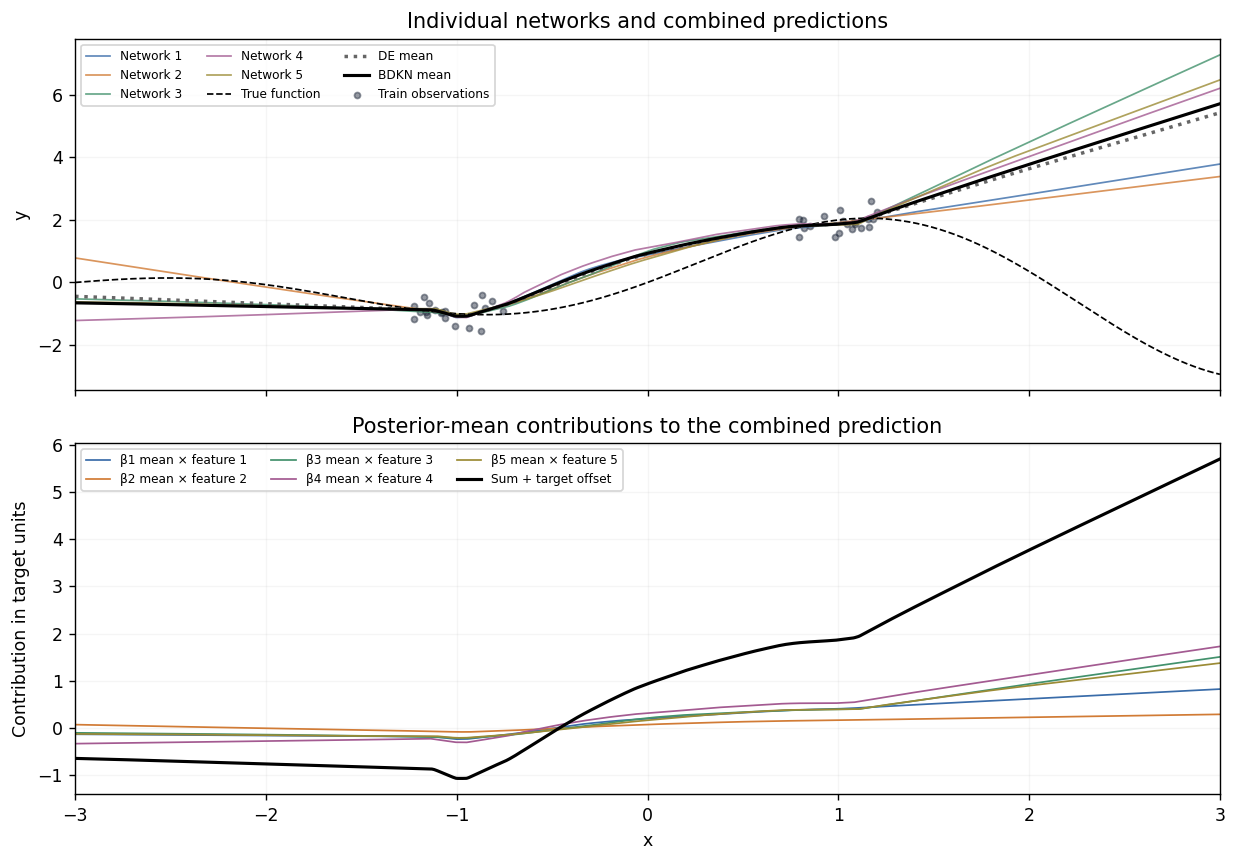 Individual networks and combined predictions
Network 1
Network 2
Network 3
Network 4
Network 5
True function
DE mean
BDKN mean
Train observations
y
6
4
2
0
−2
Posterior-mean contributions to the combined prediction
β1 mean × feature 1
β2 mean × feature 2
β3 mean × feature 3
β4 mean × feature 4
β5 mean × feature 5
Sum + target offset
Contribution in target units
6
5
4
3
2
1
0
−1
−3
−2
−1
0
1
2
3
x